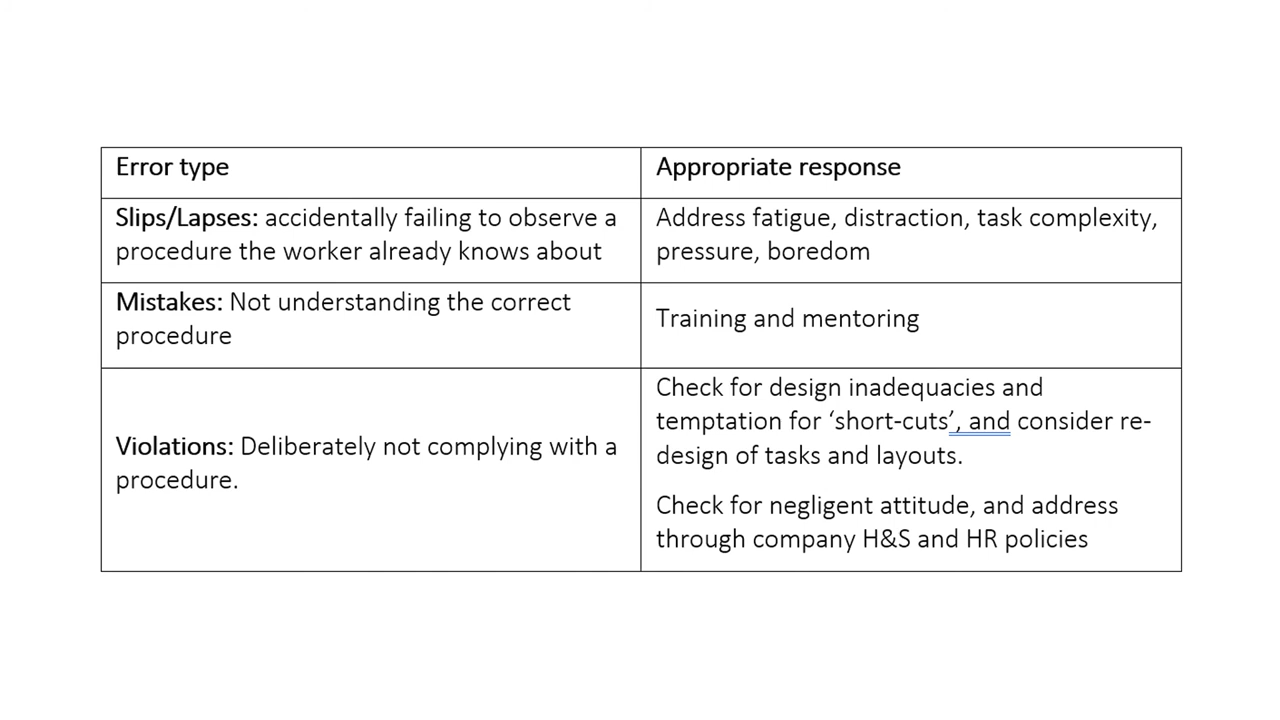 Error type
Appropriate response
Slips/Lapses: accidentally failing to observe a
procedure the worker already knows about
Address fatigue, distraction, task complexity,
pressure, boredom
Mistakes: Not understanding the correct
procedure
Training and mentoring
Violations: Deliberately not complying with a
procedure.
Check for design inadequacies and
temptation for ‘short-cuts’, and consider re-
design of tasks and layouts.
Check for negligent attitude, and address
through company H&S and HR policies